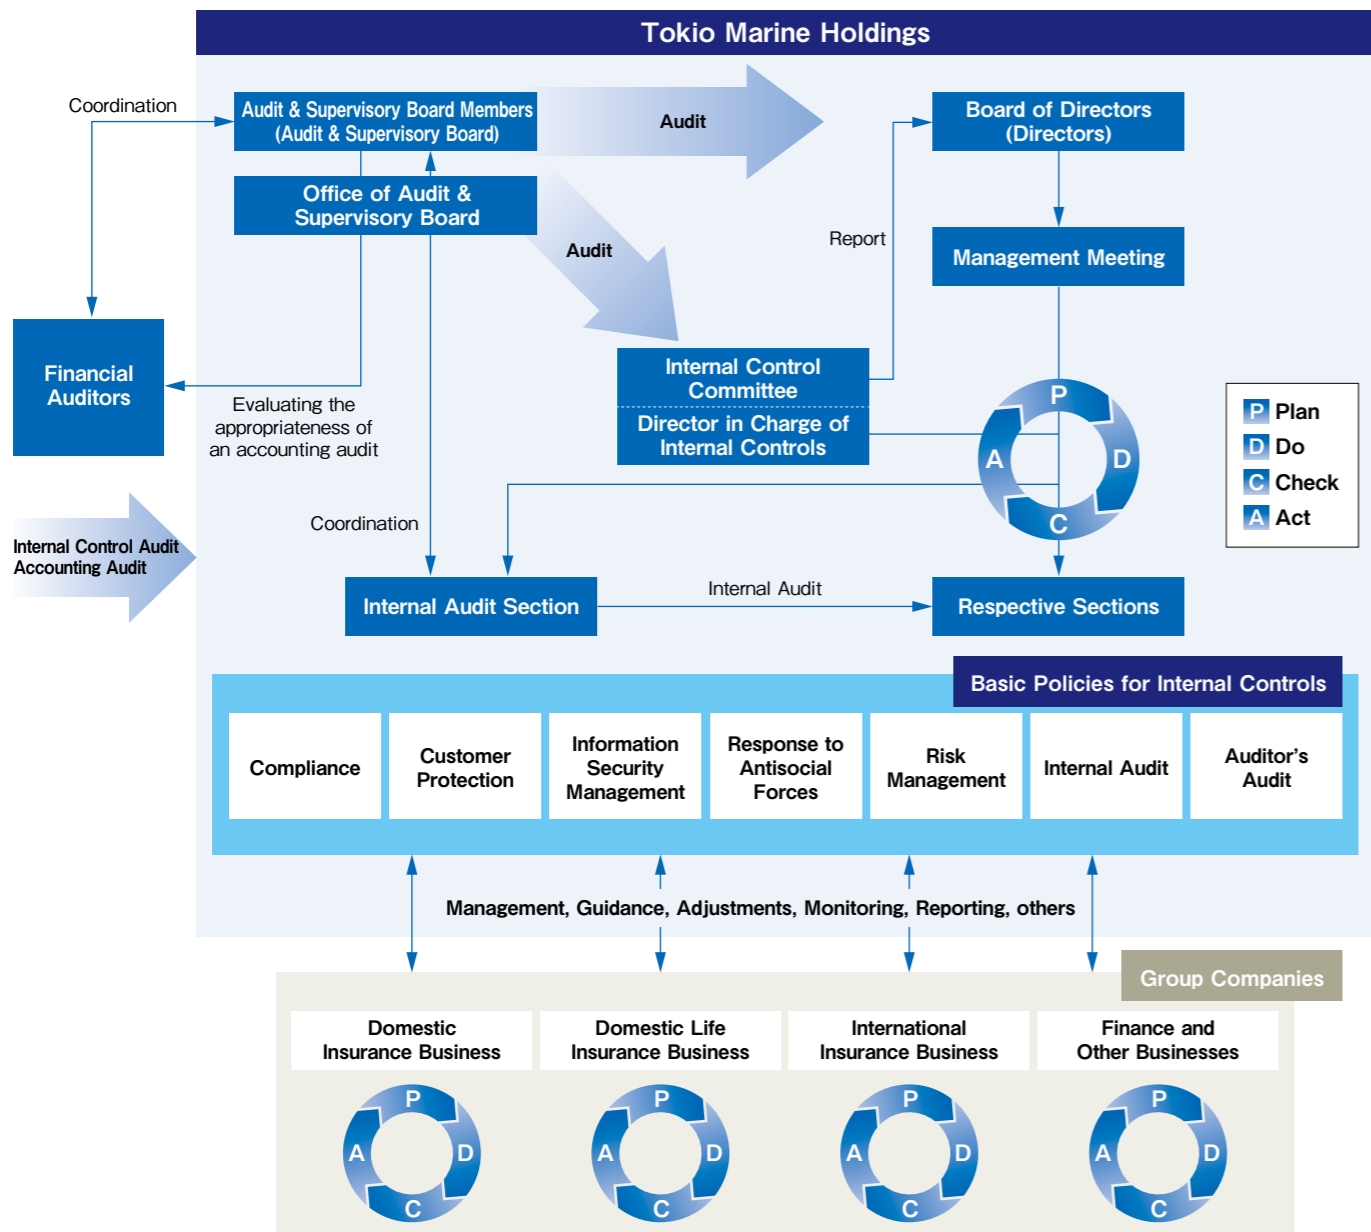 Tokio Marine Holdings
Coordination
Audit & Supervisory Board Members
(Audit & Supervisory Board)
Audit
Board of Directors
(Directors)
Office of Audit &
Supervisory Board
Audit
Report
Management Meeting
Financial
Auditors
Evaluating the
appropriateness of
an accounting audit
Internal Control
Committee
Director in Charge of
Internal Controls
P
D
C
A
P Plan
D Do
C Check
A Act
Internal Control Audit
Accounting Audit
Coordination
Internal Audit Section
Internal Audit
Respective Sections
Basic Policies for Internal Controls
Compliance
Customer
Protection
Information
Security
Management
Response to
Antisocial
Forces
Risk
Management
Internal Audit
Auditor's
Audit
Management, Guidance, Adjustments, Monitoring, Reporting, others
Group Companies
Domestic
Insurance Business
Domestic Life
Insurance Business
International
Insurance Business
Finance and
Other Businesses
P
D
C
A
P
D
C
A
P
D
C
A
P
D
C
A